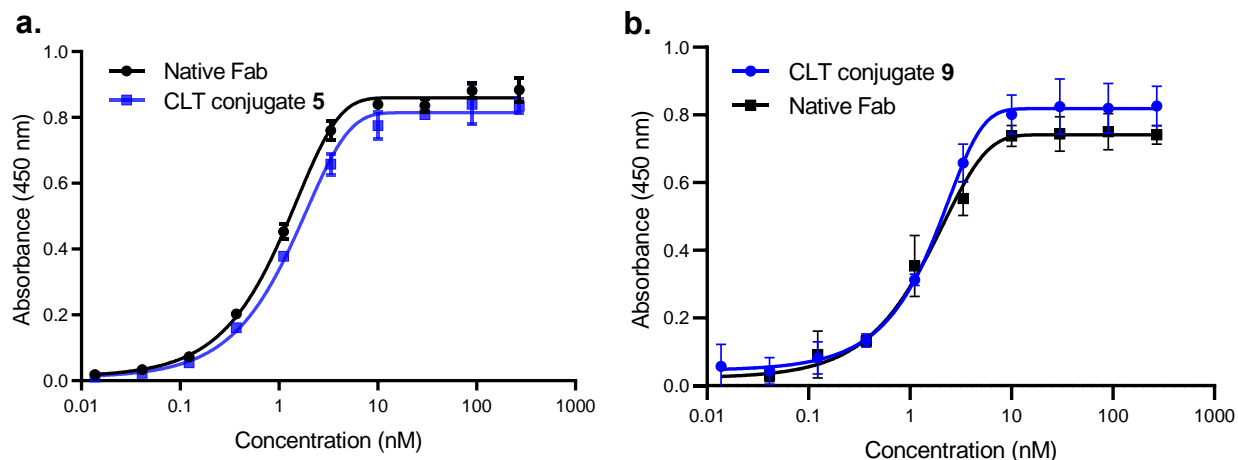 a.
Native Fab
CLT conjugate 5
Absorbance (450 nm)
1.0
0.8
0.6
0.4
0.2
0.0
0.01 0.1 1 10 100 1000
Concentration (nM)
b.
CLT conjugate 9
Native Fab
Absorbance (450 nm)
1.0
0.8
0.6
0.4
0.2
0.0
0.01 0.1 1 10 100 1000
Concentration (nM)